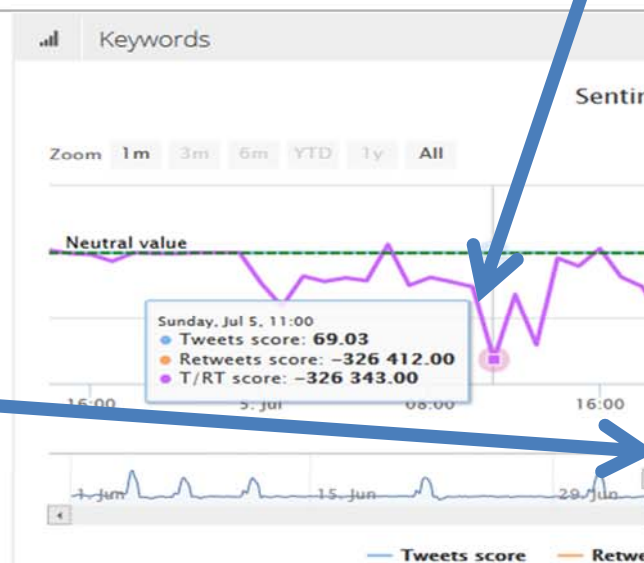 Keywords
Sentin
Zoom 1m 3m 6m YTD 1y All
Neutral value
Sunday, Jul 5, 11:00
Tweets score: 69.03
Retweets score: −326 412.00
T/RT score: −326 343.00
16:00 5. Jul 08:00 16:00
1. Jun 15. Jun 29. Jun
Tweets score Retwe